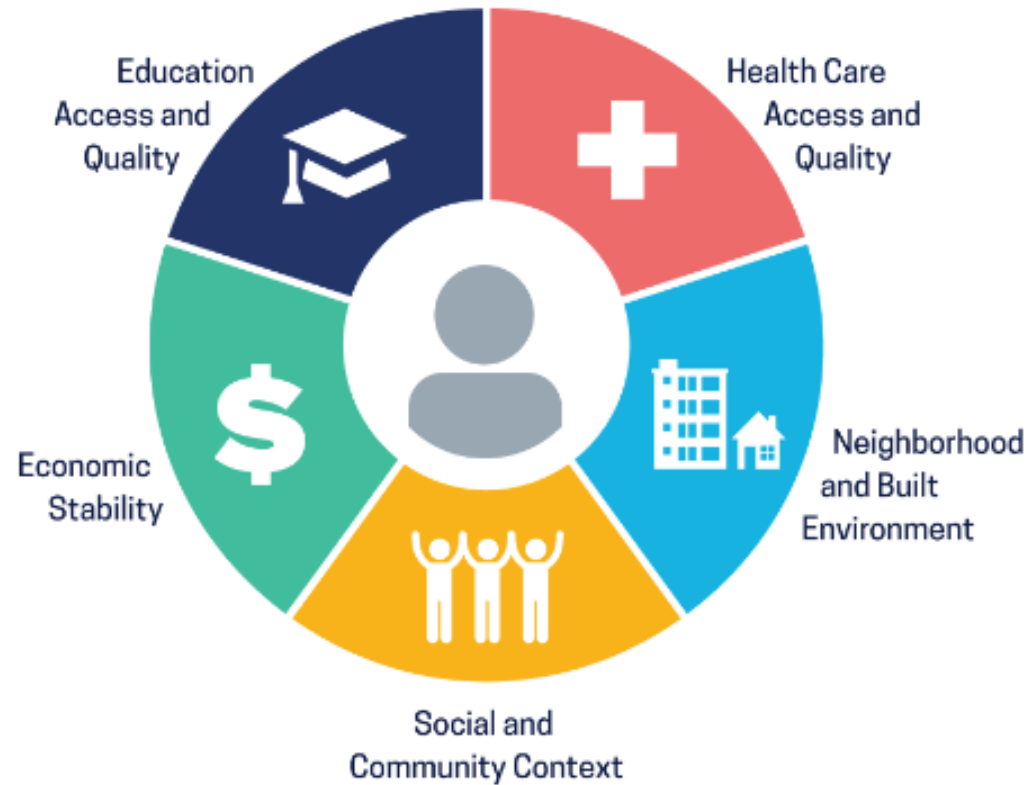 Education
Access and
Quality
Health Care
Access and
Quality
Economic
Stability
Neighborhood
and Built
Environment
Social and
Community Context